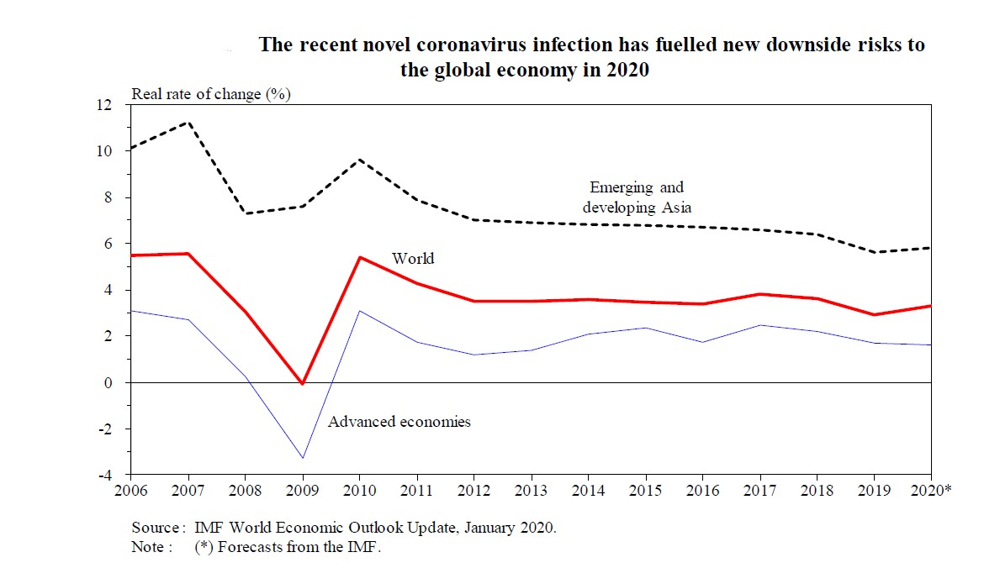 The recent novel coronavirus infection has fuelled new downside risks to
the global economy in 2020
Real rate of change (%)
12
10
8
6
4
2
0
-2
-4
Emerging and
developing Asia
World
Advanced economies
2006 2007 2008 2009 2010 2011 2012 2013 2014 2015 2016 2017 2018 2019 2020*
Source : IMF World Economic Outlook Update, January 2020.
Note : (*) Forecasts from the IMF.